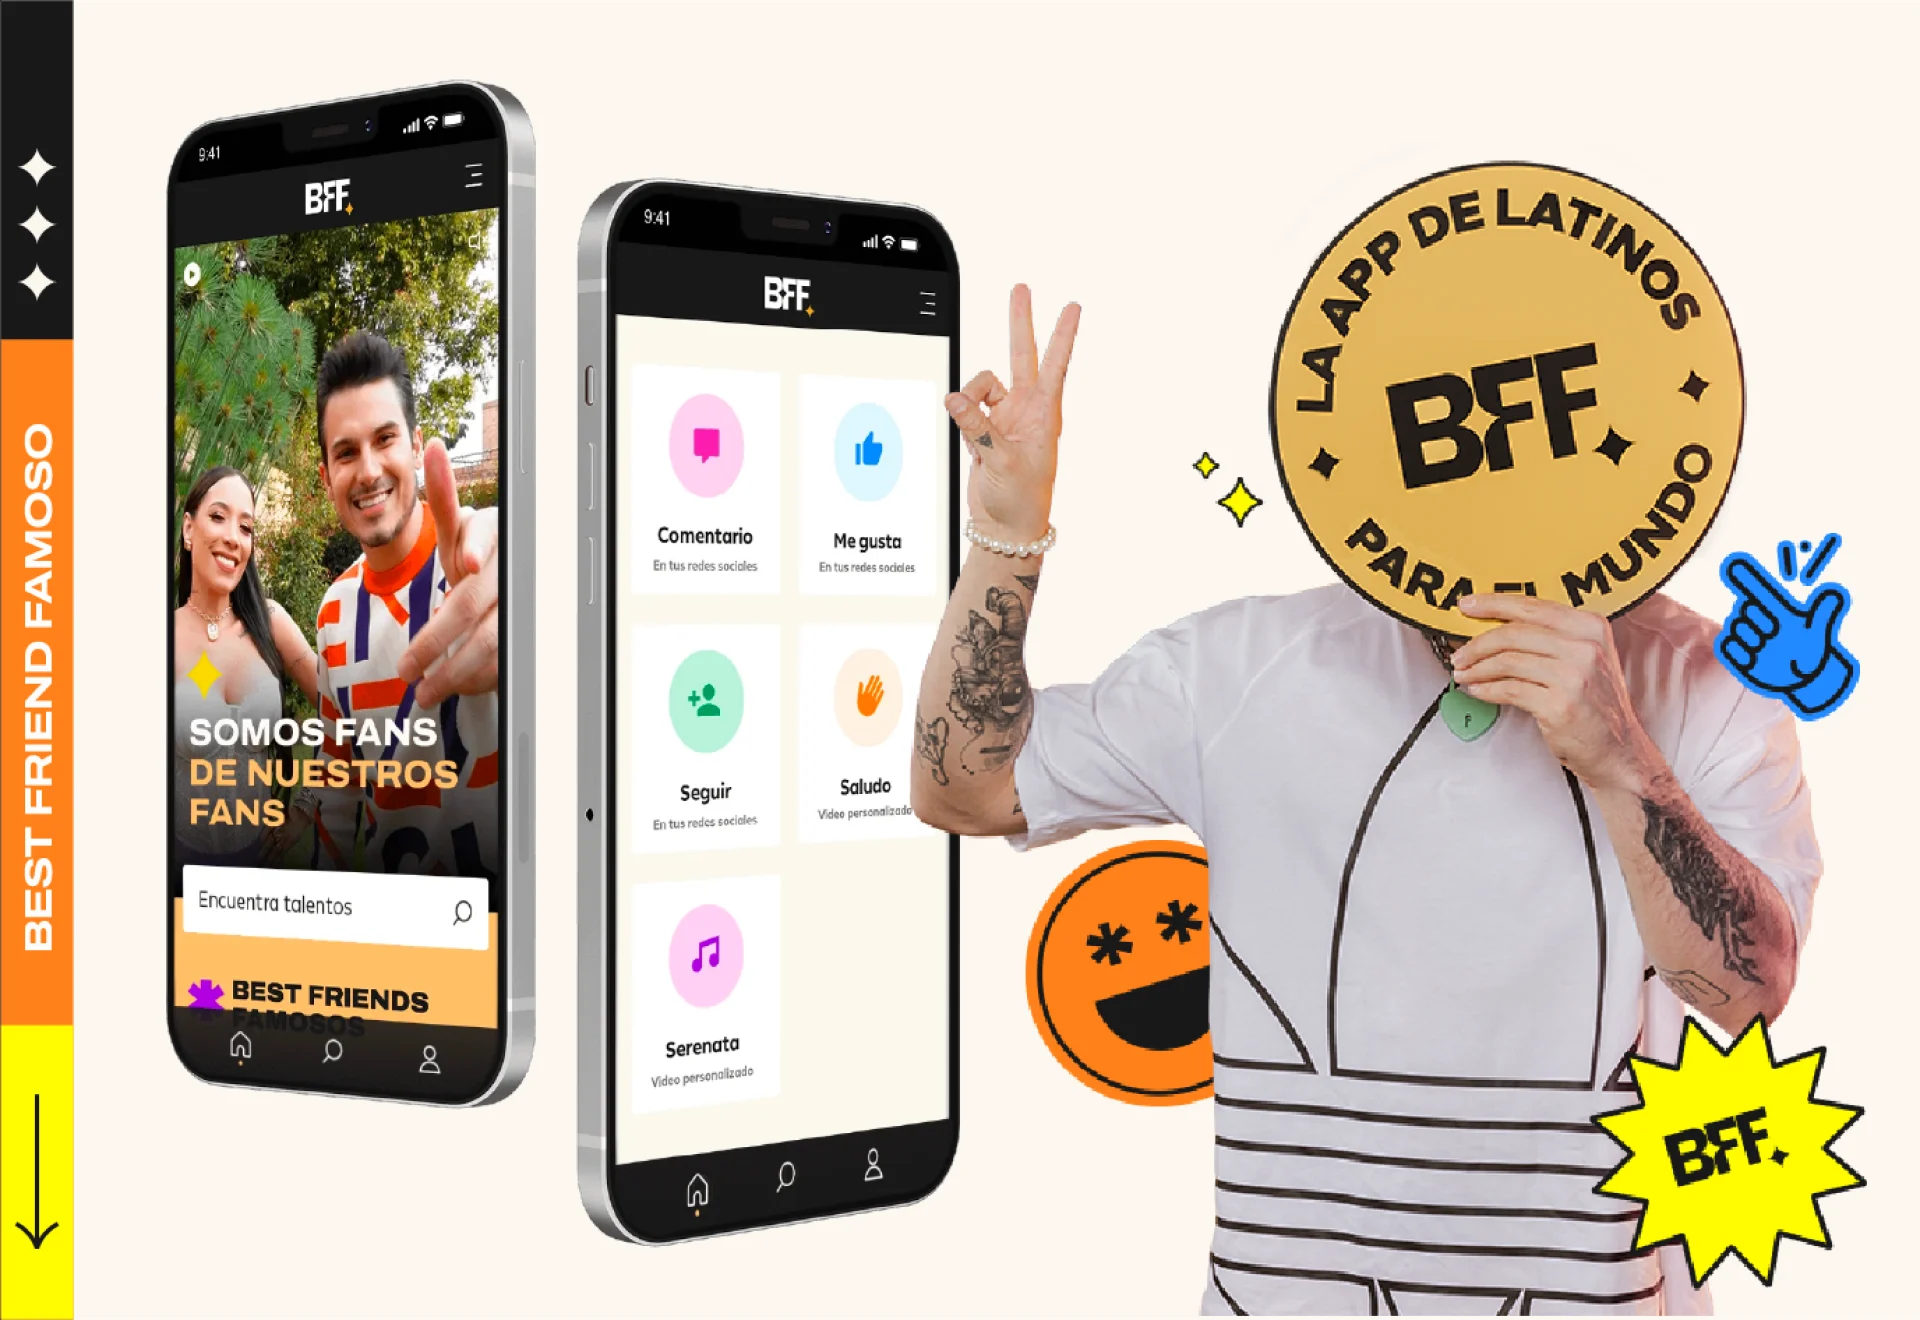 BEST FRIEND FAMOSO
9:41
BFF
SOMOS FANS
DE NUESTROS
FANS
Encuentra talentos
BEST FRIENDS
FAMOSOS
9:41
BFF
Comentario
En tus redes sociales
Me gusta
En tus redes sociales
Seguir
En tus redes sociales
Saludo
Video personalizado
Serenata
Video personalizado
LA APP DE LATINOS
BFF
PARA EL MUNDO
BFF